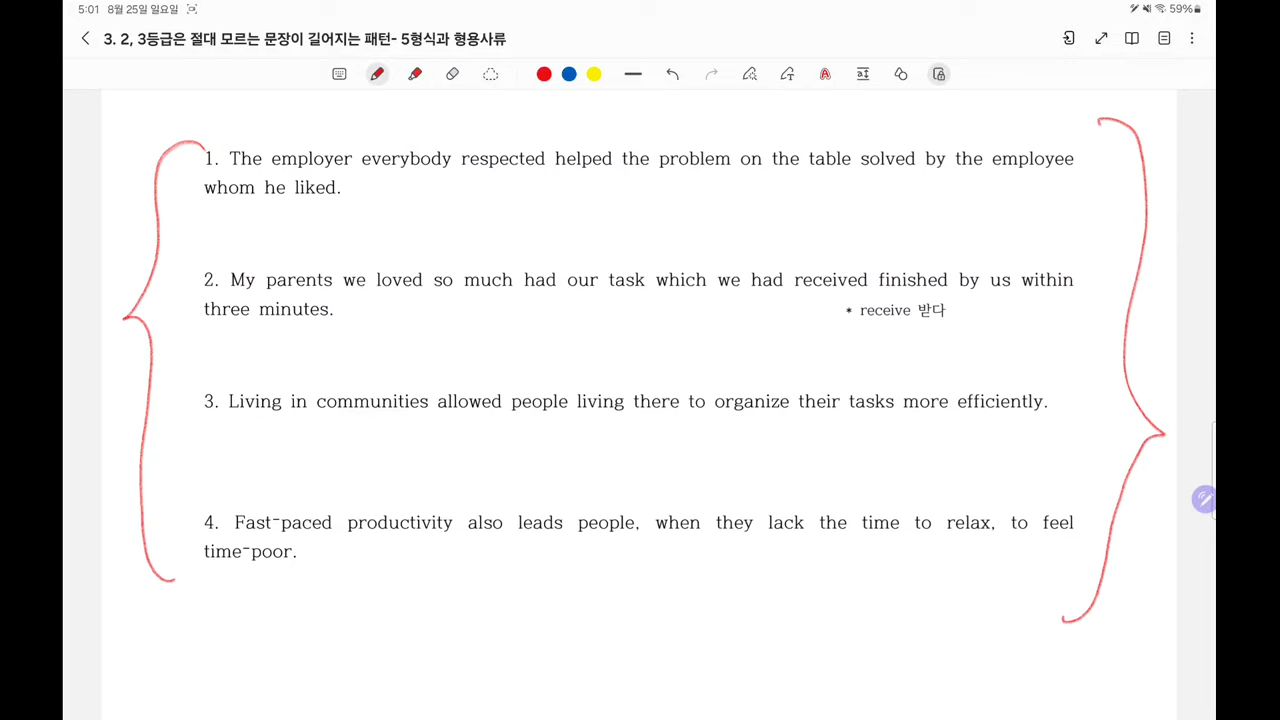 5:01 8월 25일 일요일 59%
3. 2, 3등급은 절대 모르는 문장이 길어지는 패턴- 5형식과 형용사류
1. The employer everybody respected helped the problem on the table solved by the employee
whom he liked.
2. My parents we loved so much had our task which we had received finished by us within
three minutes.
* receive 받다
3. Living in communities allowed people living there to organize their tasks more efficiently.
4. Fast-paced productivity also leads people, when they lack the time to relax, to feel
time-poor.